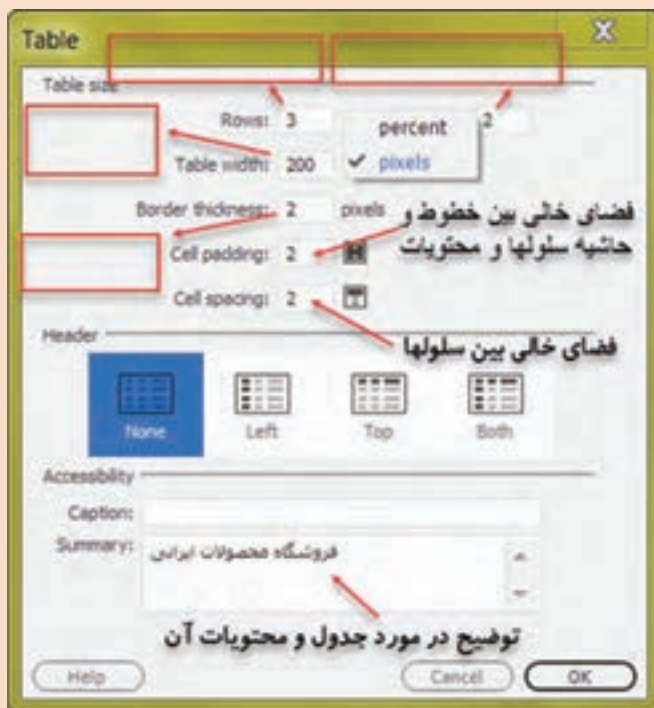 Table
X
Table size
Rows: 3
2
percent
✓ pixels
Table width: 200
Border thickness: 2 pixels
فضای خالی بین خطوط و
حاشیه سلولها و محتویات
Cell padding: 2
Cell spacing: 2
فضای خالی بین سلولها
Header
None Left Top Both
Accessibility
Caption:
Summary:
فروشگاه محصولات ایرانی
توضیح در مورد جدول و محتویات آن
Help Cancel OK